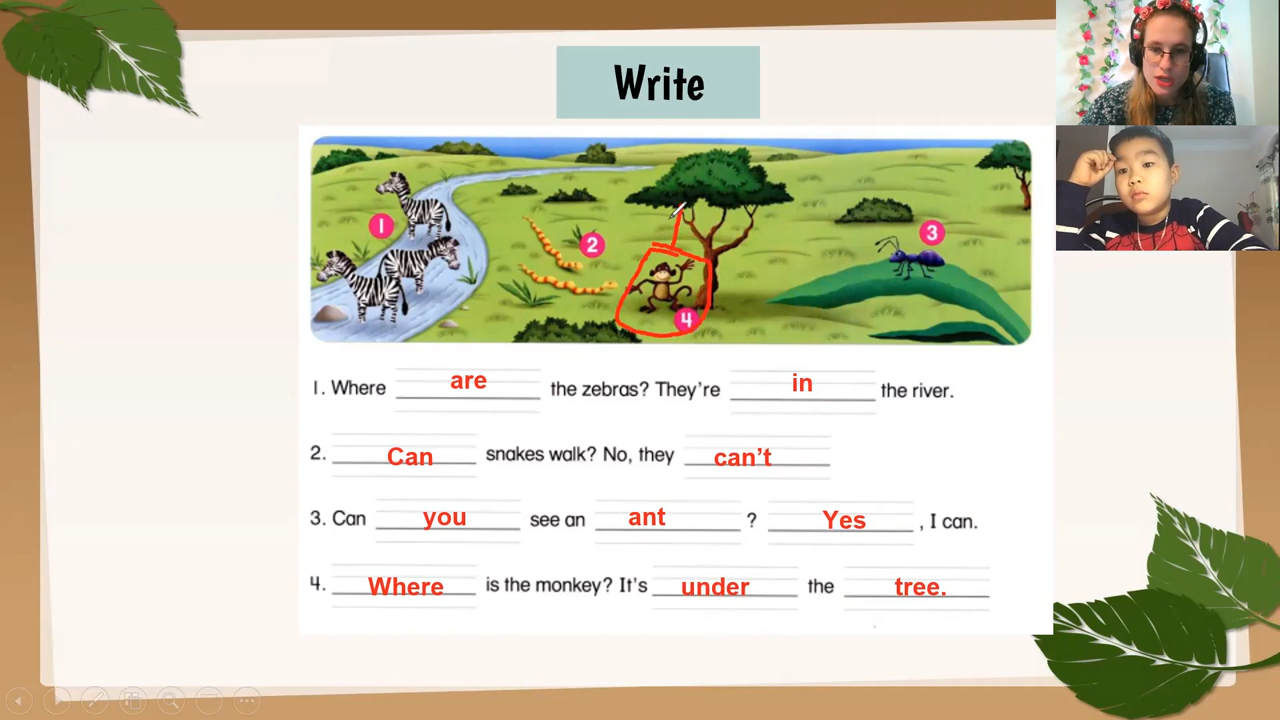 Write
1
2
3
4
1. Where are the zebras? They're in the river.
2. Can snakes walk? No, they can't
3. Can you see an ant ? Yes , I can.
4. Where is the monkey? It's under the tree.